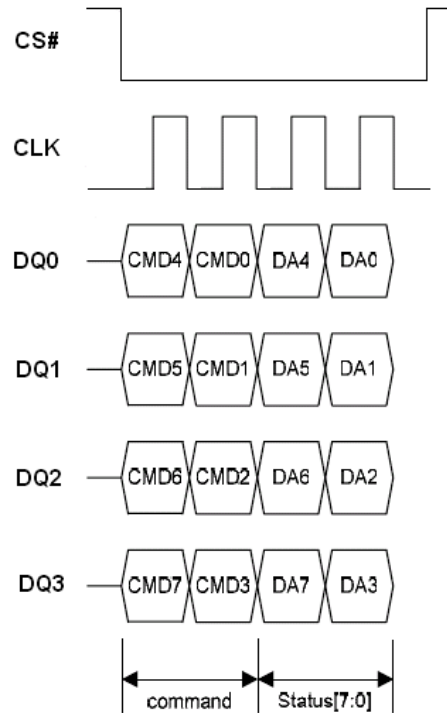 CS#
CLK
DQ0 CMD4 CMD0 DA4 DA0
DQ1 CMD5 CMD1 DA5 DA1
DQ2 CMD6 CMD2 DA6 DA2
DQ3 CMD7 CMD3 DA7 DA3
command Status[7:0]